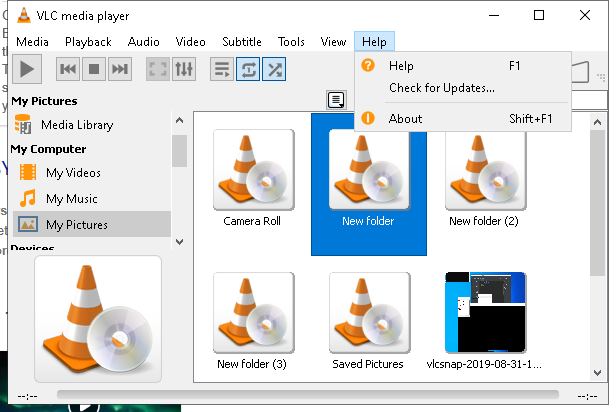 VLC media player
Media Playback Audio Video Subtitle Tools View Help
Help F1
Check for Updates...
About Shift+F1
My Pictures
Media Library
My Computer
My Videos
My Music
My Pictures
Devices
Camera Roll
New folder
New folder (2)
New folder (3)
Saved Pictures
vlcsnap-2019-08-31-1...
--:-- --:--